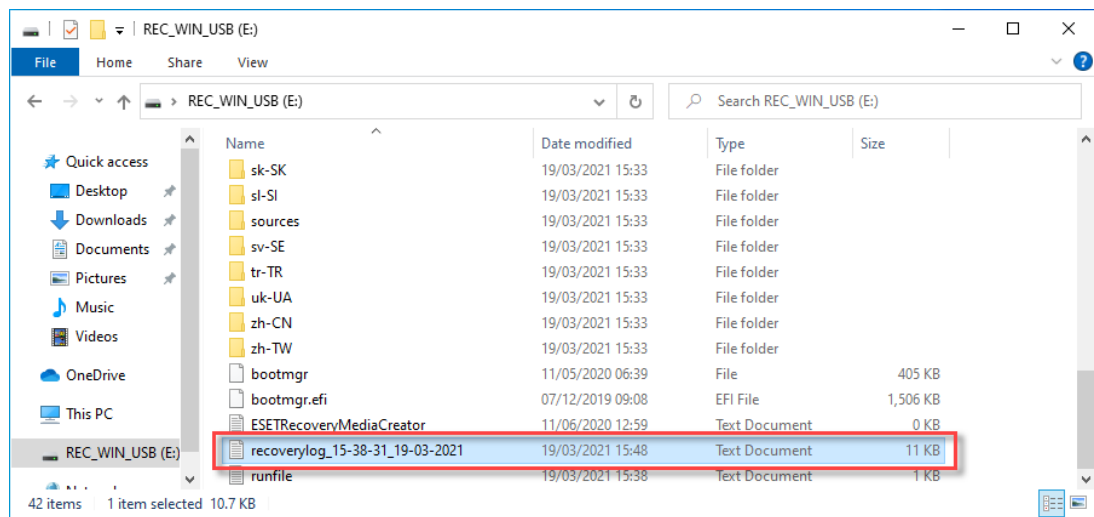 REC_WIN_USB (E:)
File Home Share View
REC_WIN_USB (E:) Search REC_WIN_USB (E:)
Name Date modified Type Size
Quick access
Desktop
Downloads
Documents
Pictures
Music
Videos
OneDrive
This PC
REC_WIN_USB (E:)
sk-SK 19/03/2021 15:33 File folder
sl-SI 19/03/2021 15:33 File folder
sources 19/03/2021 15:33 File folder
sv-SE 19/03/2021 15:33 File folder
tr-TR 19/03/2021 15:33 File folder
uk-UA 19/03/2021 15:33 File folder
zh-CN 19/03/2021 15:33 File folder
zh-TW 19/03/2021 15:33 File folder
bootmgr 11/05/2020 06:39 File 405 KB
bootmgr.efi 07/12/2019 09:08 EFI File 1,506 KB
ESETRecoveryMediaCreator 11/06/2020 12:59 Text Document 0 KB
recoverylog_15-38-31_19-03-2021 19/03/2021 15:48 Text Document 11 KB
runfile 19/03/2021 15:38 Text Document 1 KB
42 items 1 item selected 10.7 KB